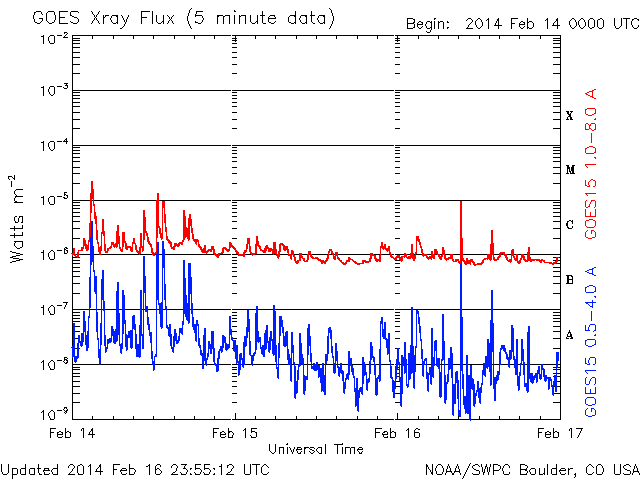 GOES Xray Flux (5 minute data)
Begin: 2014 Feb 14 0000 UTC
10-2
10-3
10-4
10-5
10-6
10-7
10-8
10-9
Watts m-2
X
M
C
B
A
GOES15 1.0-8.0 A
GOES15 0.5-4.0 A
Feb 14
Feb 15
Feb 16
Feb 17
Universal Time
Updated 2014 Feb 16 23:55:12 UTC
NOAA/SWPC Boulder, CO USA